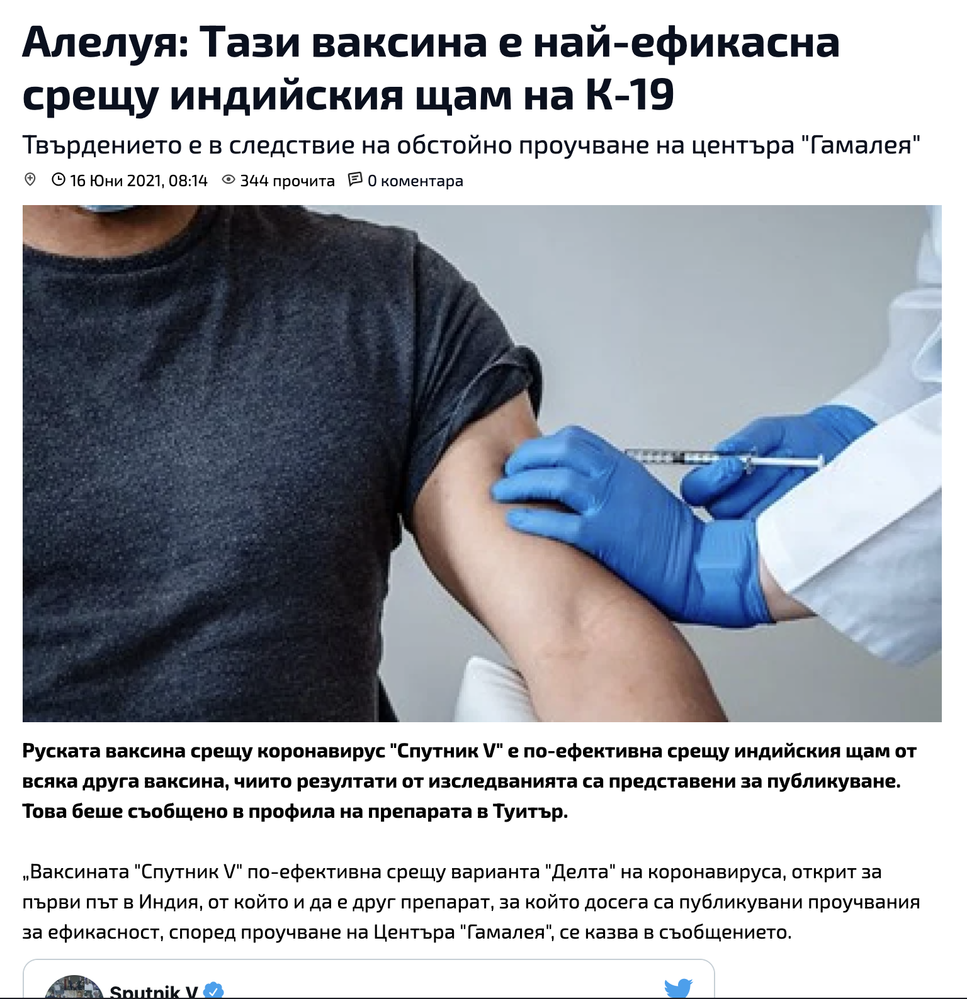 Алелуя: Тази ваксина е най-ефикасна
срещу индийския щам на К-19
Твърдението е в следствие на обстойно проучване на центъра "Гамалея"
16 Юни 2021, 08:14 344 прочита 0 коментара
Руската ваксина срещу коронавирус "Спутник V" е по-ефективна срещу индийския щам от
всяка друга ваксина, чиито резултати от изследванията са представени за публикуване.
Това беше съобщено в профила на препарата в Туитър.
„Ваксината "Спутник V" по-ефективна срещу варианта "Делта" на коронавируса, открит за
първи път в Индия, от който и да е друг препарат, за който досега са публикувани проучвания
за ефикасност, според проучване на Центъра "Гамалея", се казва в съобщението.
Sputnik V